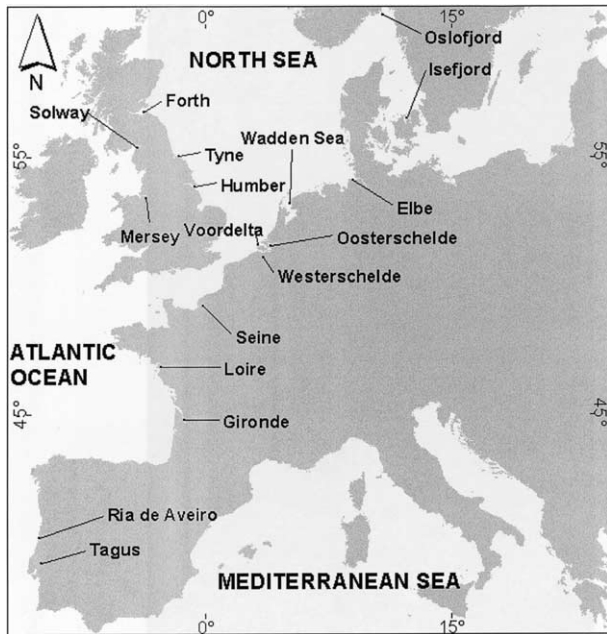 0°
15°
Oslofjord
NORTH SEA
Isefjord
N
Forth
Solway
Wadden Sea
55°
Tyne
55°
Humber
Elbe
Mersey
Voordelta
Oosterschelde
Westerschelde
Seine
ATLANTIC
OCEAN
Loire
45°
45°
Gironde
Ria de Aveiro
Tagus
MEDITERRANEAN SEA
0°
15°